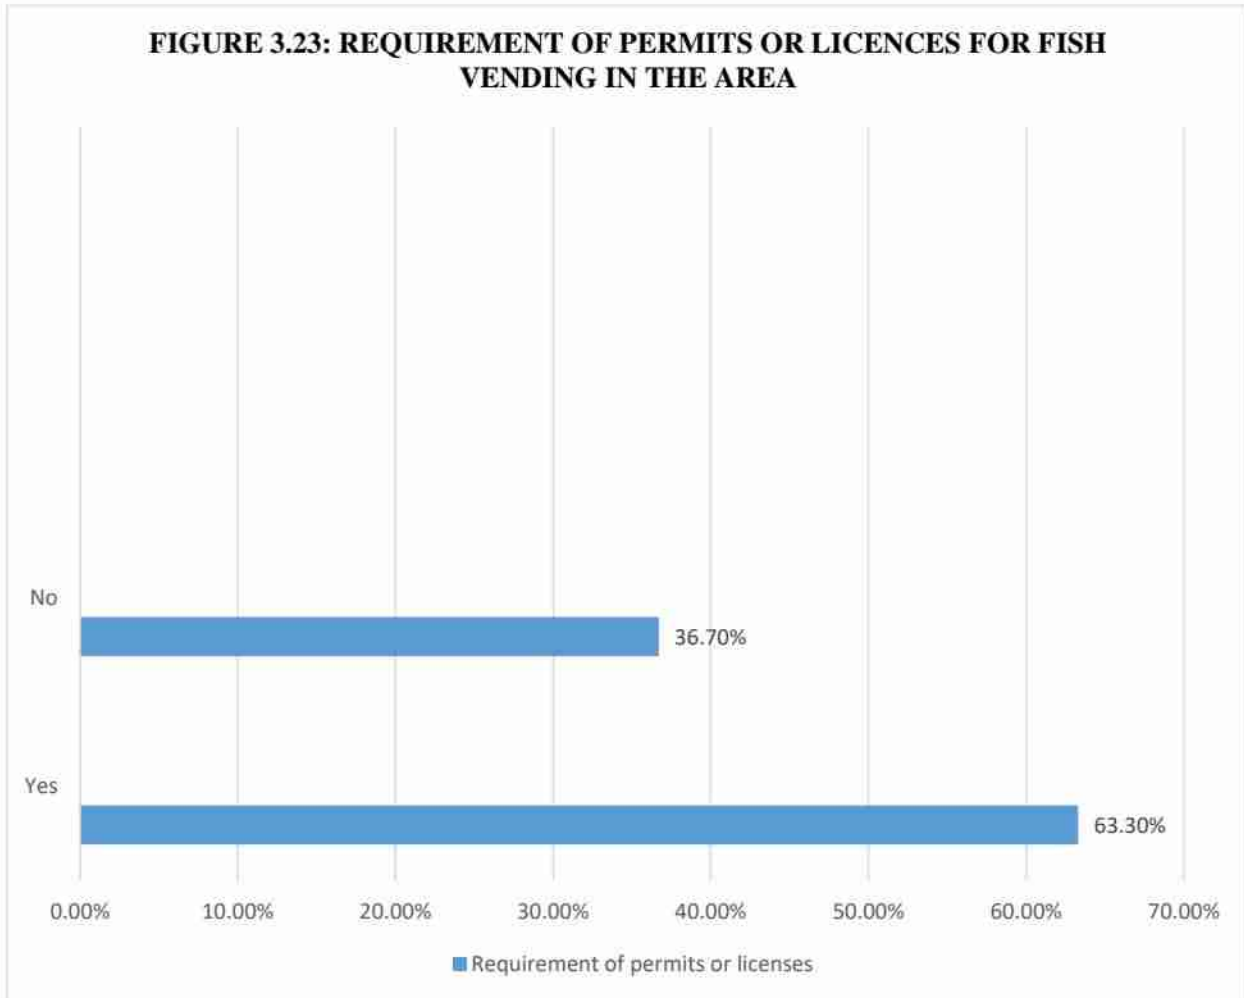 FIGURE 3.23: REQUIREMENT OF PERMITS OR LICENCES FOR FISH
VENDING IN THE AREA
No
36.70%
Yes
63.30%
0.00% 10.00% 20.00% 30.00% 40.00% 50.00% 60.00% 70.00%
Requirement of permits or licenses